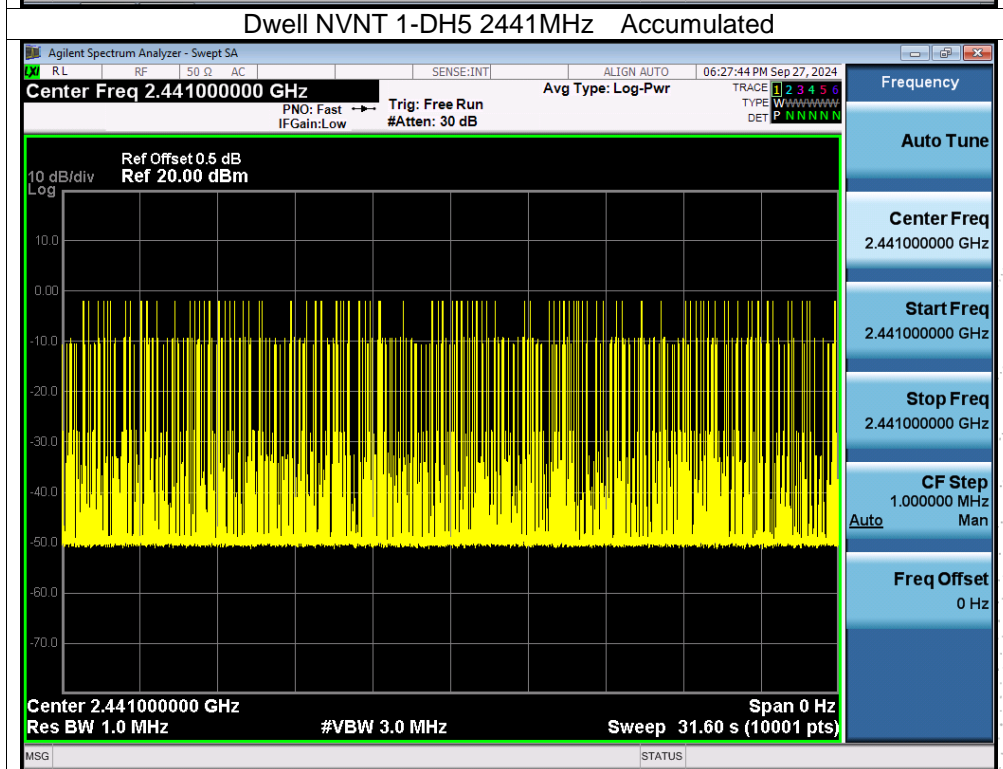 Dwell NVNT 1-DH5 2441MHz Accumulated
Agilent Spectrum Analyzer - Swept SA
LXI RL RF 50 Ω AC SENSE:INT ALIGN AUTO 06:27:44 PM Sep 27, 2024
Center Freq 2.441000000 GHz
PNO: Fast
IFGain:Low
Trig: Free Run
#Atten: 30 dB
Avg Type: Log-Pwr
TRACE 1 2 3 4 5 6
TYPE WWWWWW
DET P N N N N N
Ref Offset 0.5 dB
10 dB/div Ref 20.00 dBm
Log
10.0
0.00
-10.0
-20.0
-30.0
-40.0
-50.0
-60.0
-70.0
Center 2.441000000 GHz Span 0 Hz
Res BW 1.0 MHz #VBW 3.0 MHz Sweep 31.60 s (10001 pts)
MSG STATUS
Frequency
Auto Tune
Center Freq
2.441000000 GHz
Start Freq
2.441000000 GHz
Stop Freq
2.441000000 GHz
CF Step
1.000000 MHz
Auto Man
Freq Offset
0 Hz